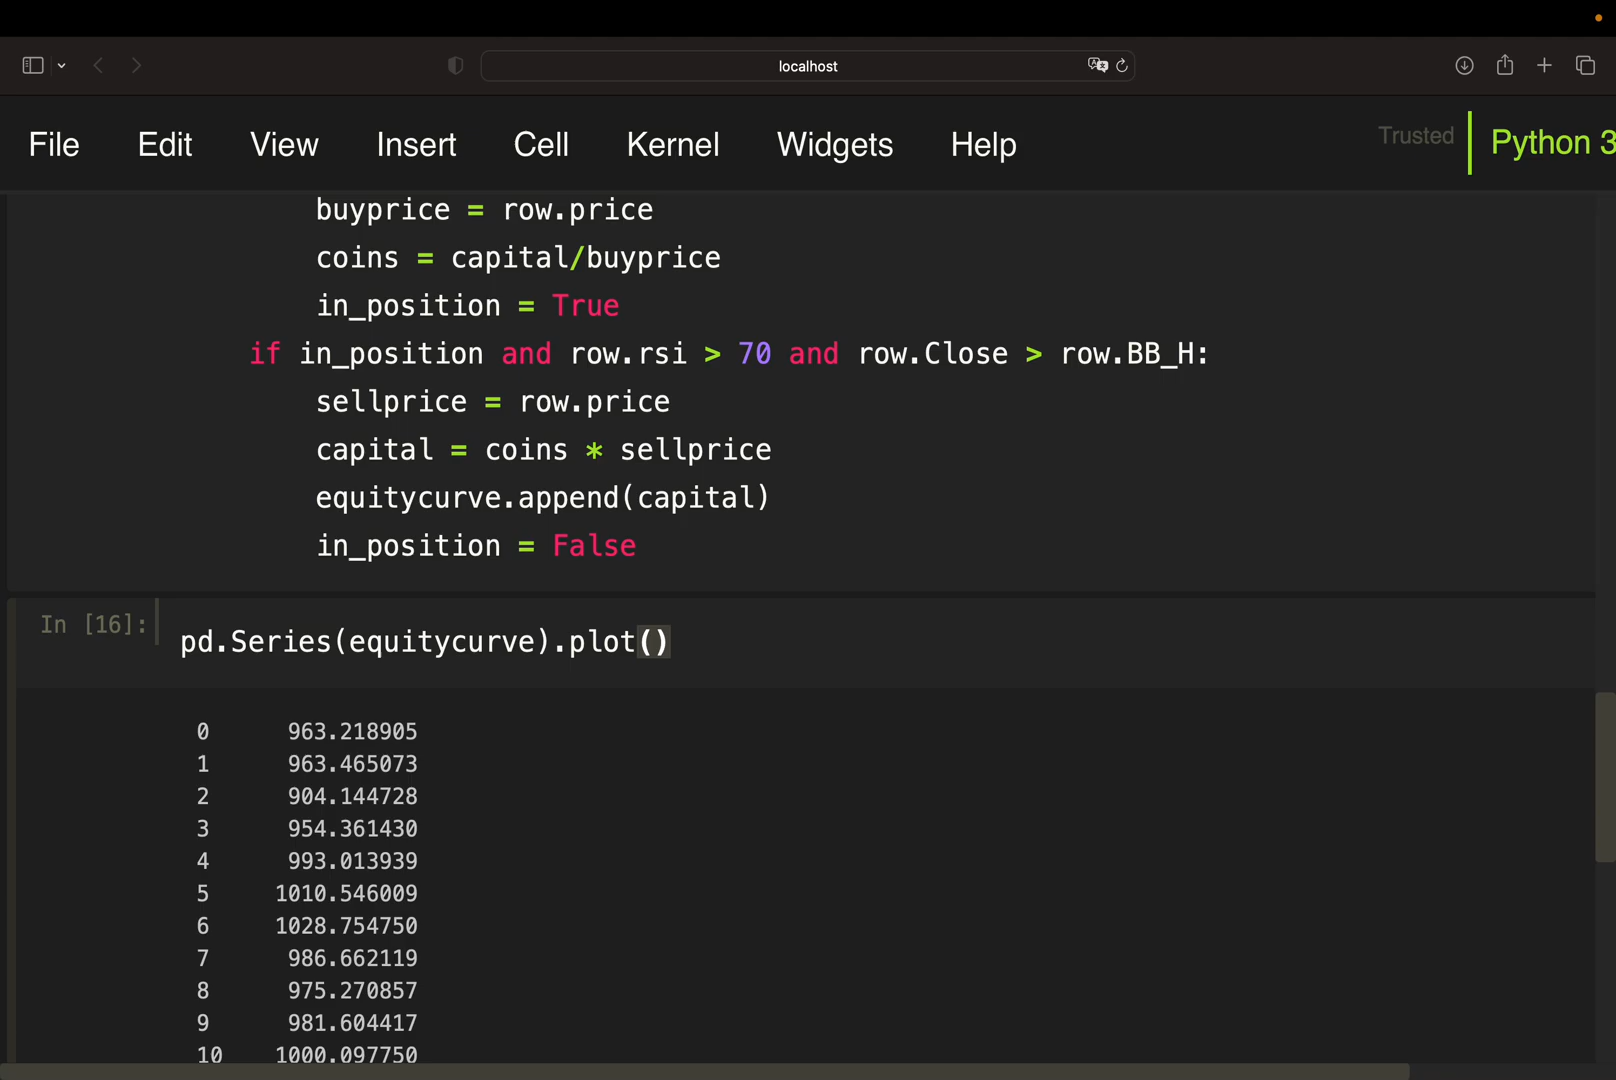 localhost
File Edit View Insert Cell Kernel Widgets Help Trusted Python 3
buyprice = row.price
coins = capital/buyprice
in_position = True
if in_position and row.rsi > 70 and row.Close > row.BB_H:
sellprice = row.price
capital = coins * sellprice
equitycurve.append(capital)
in_position = False
In [16]: pd.Series(equitycurve).plot()
0 963.218905
1 963.465073
2 904.144728
3 954.361430
4 993.013939
5 1010.546009
6 1028.754750
7 986.662119
8 975.270857
9 981.604417
10 1000.097750